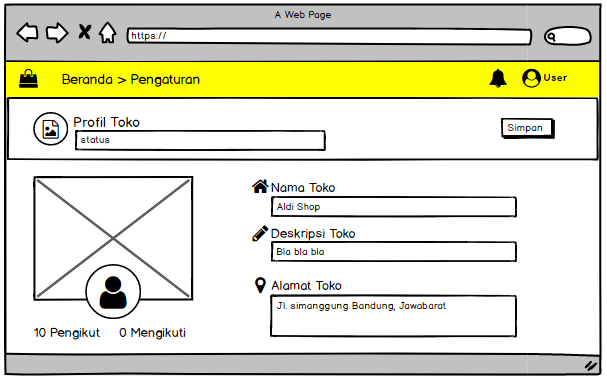 A Web Page
https://
Beranda > Pengaturan
User
Profil Toko
status
Simpan
Nama Toko
Aldi Shop
Deskripsi Toko
Bla bla bla
Alamat Toko
Jl. simanggung Bandung, Jawabarat
10 Pengikut 0 Mengikuti